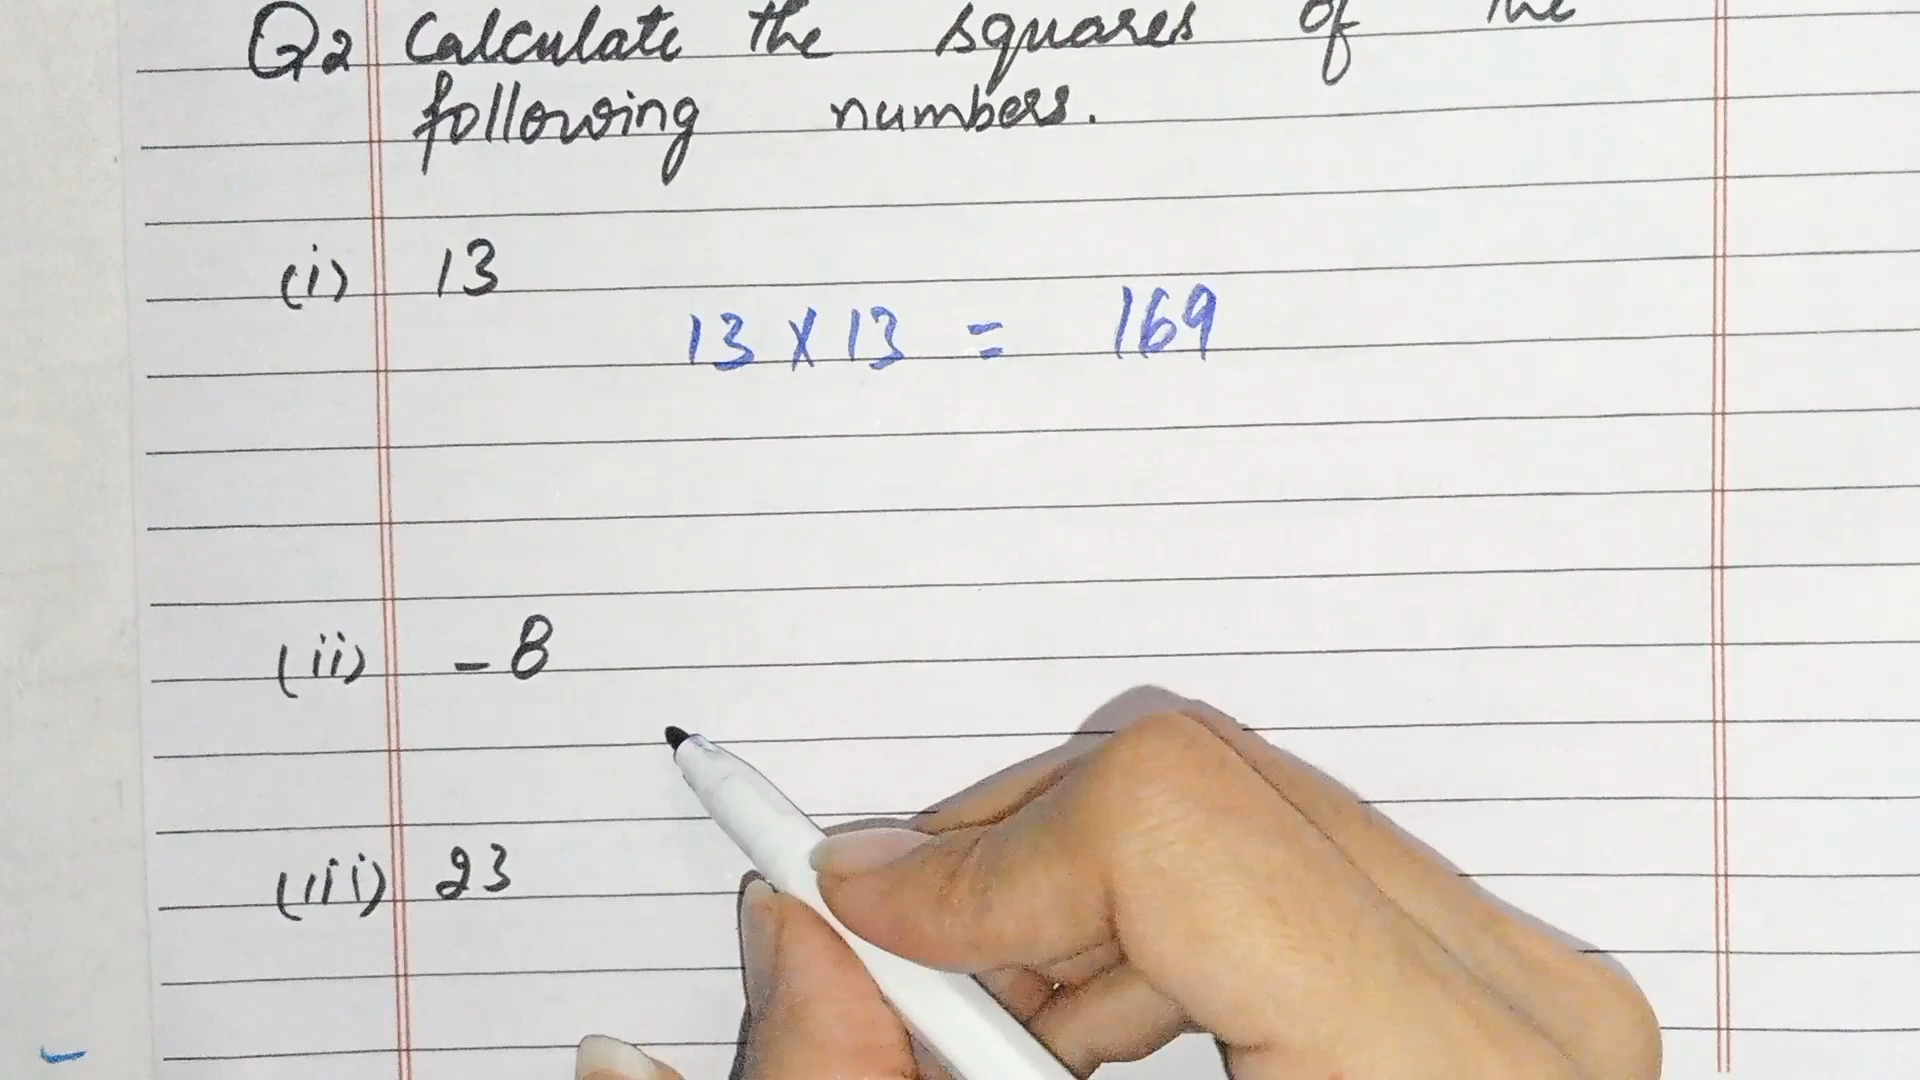 Q2 Calculate the squares of the
following numbers.
(i) 13
13 x 13 = 169
(ii) - 8
(iii) 23